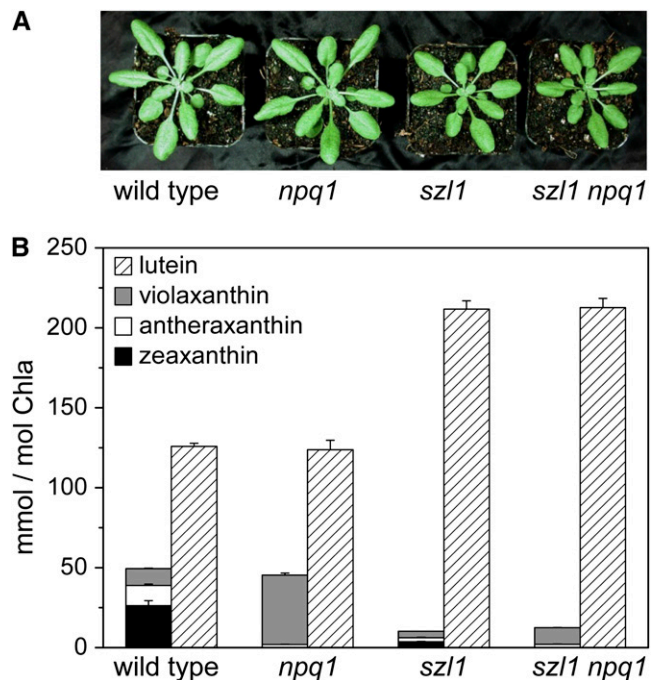 A
wild type npq1 szl1 szl1 npq1
B
250
200
150
100
50
0
mmol / mol Chla
lutein
violaxanthin
antheraxanthin
zeaxanthin
wild type npq1 szl1 szl1 npq1